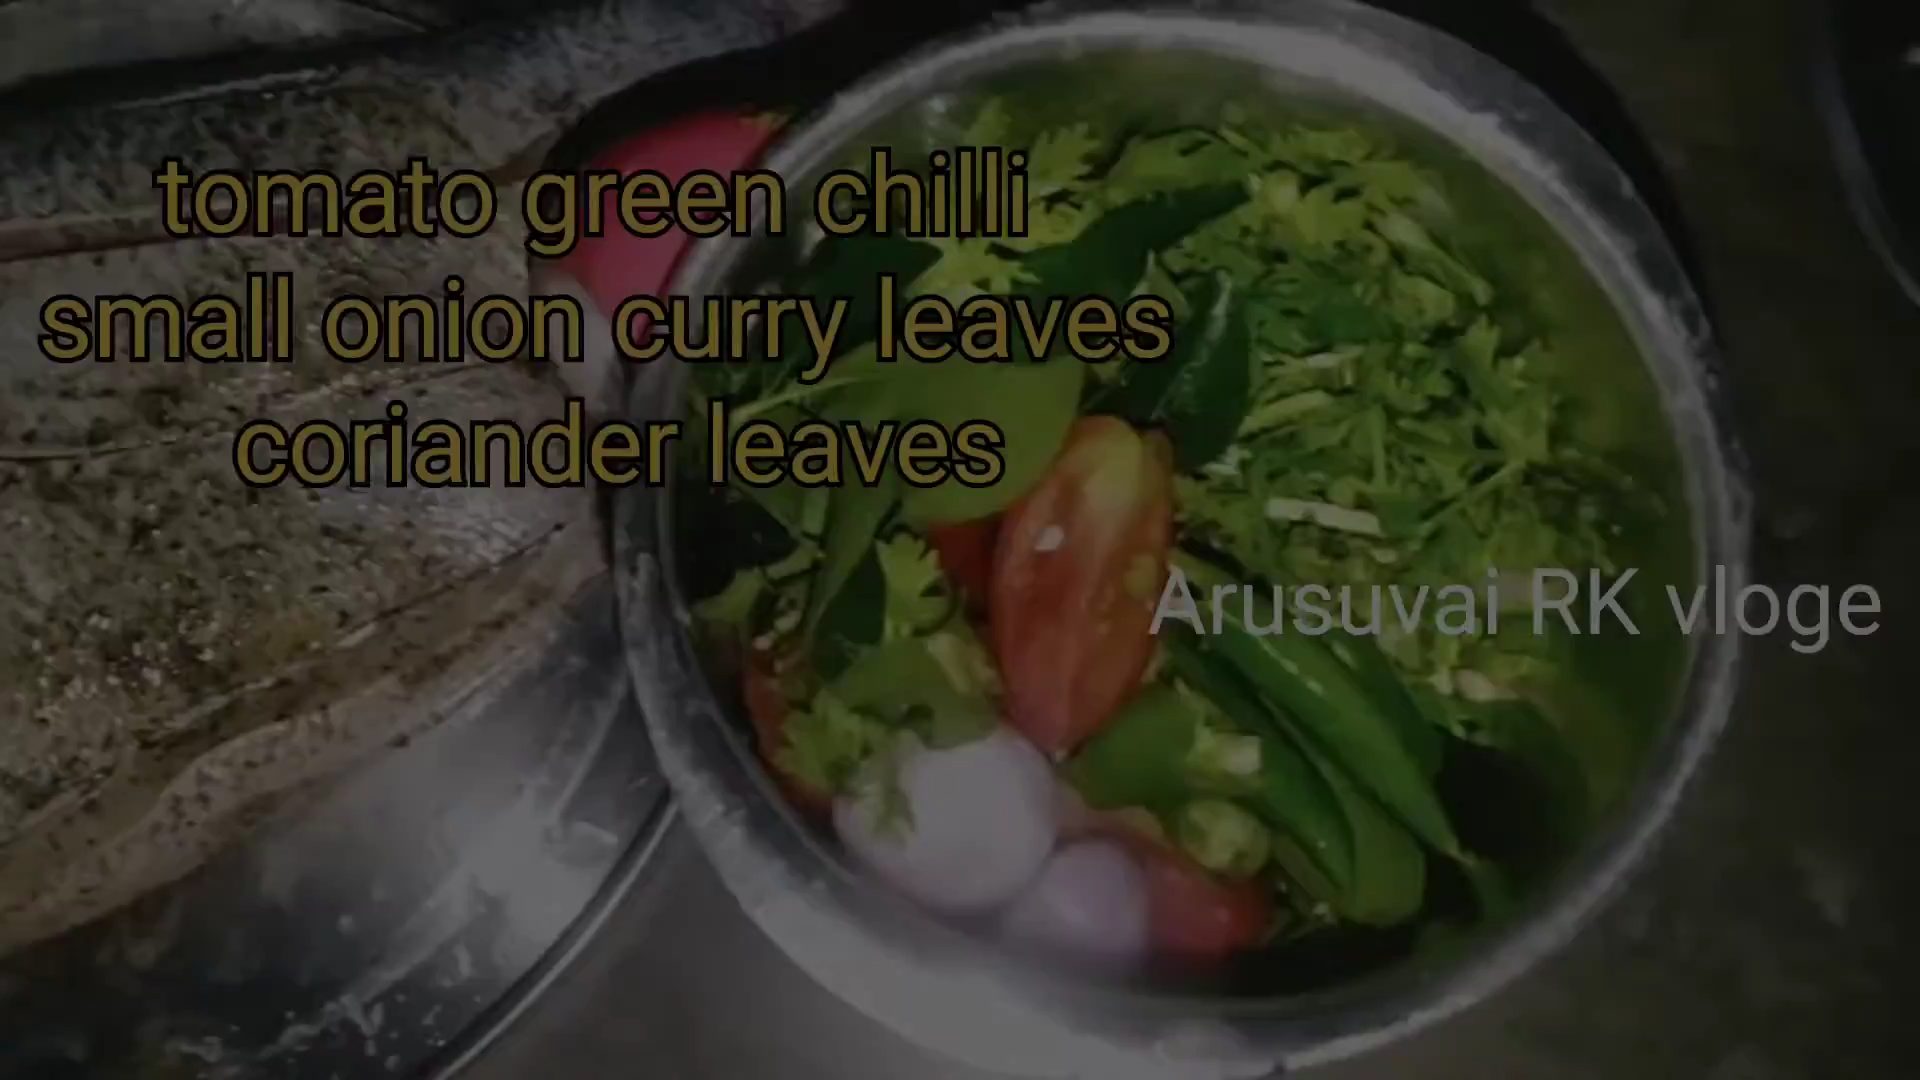 tomato green chilli
small onion curry leaves
coriander leaves
Arusuvai RK vloge